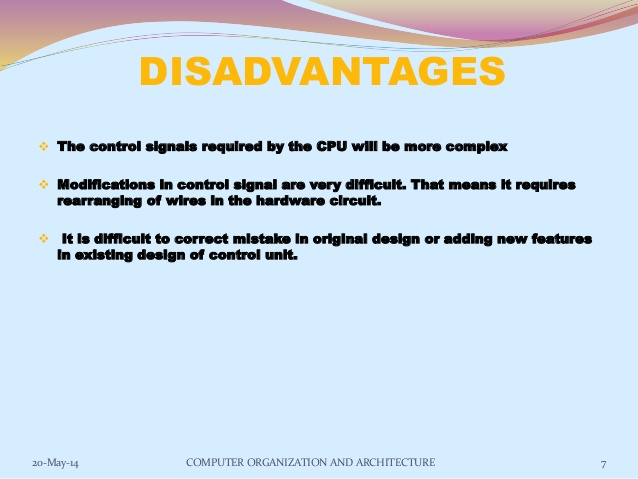 DISADVANTAGES
❖ The control signals required by the CPU will be more complex
❖ Modifications in control signal are very difficult. That means it requires
rearranging of wires in the hardware circuit.
❖ It is difficult to correct mistake in original design or adding new features
in existing design of control unit.
20-May-14 COMPUTER ORGANIZATION AND ARCHITECTURE 7